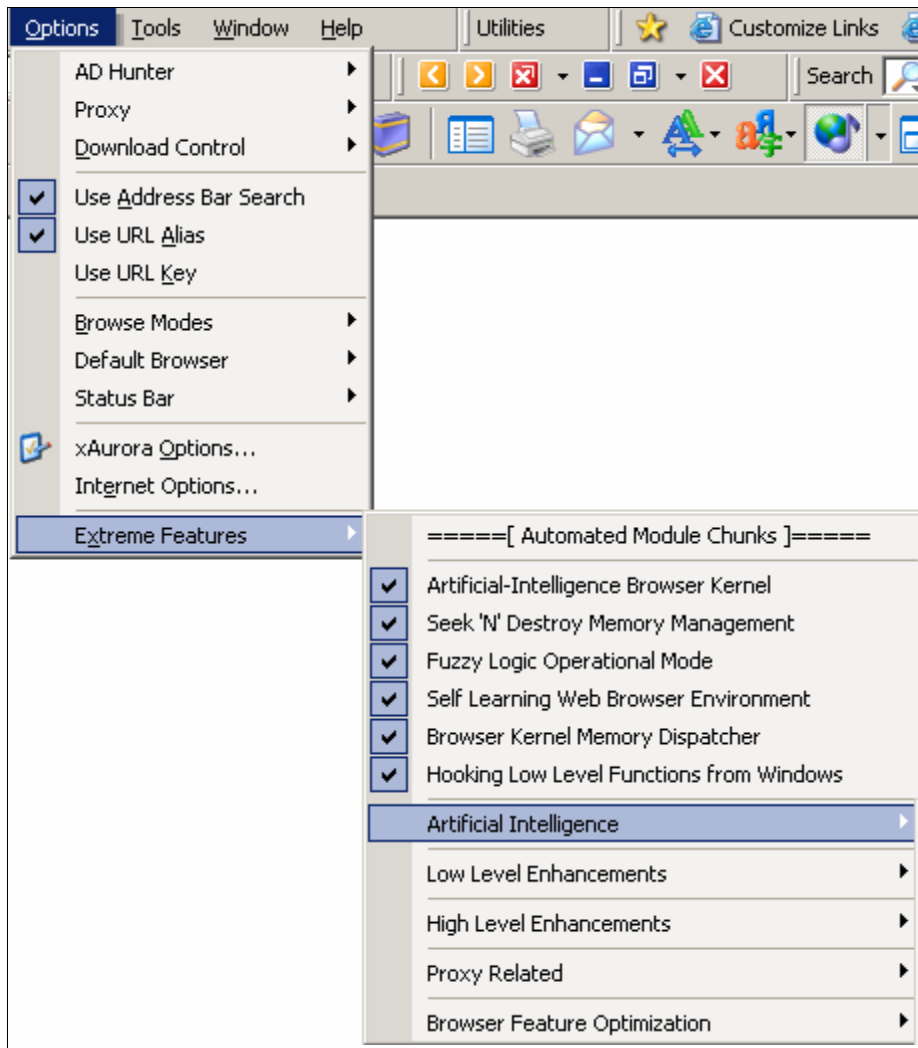 Options Tools Window Help Utilities Customize Links
AD Hunter
Search
Proxy
Download Control
Use Address Bar Search
Use URL Alias
Use URL Key
Browse Modes
Default Browser
Status Bar
xAurora Options...
Internet Options...
Extreme Features
=====[ Automated Module Chunks ]=====
Artificial-Intelligence Browser Kernel
Seek 'N' Destroy Memory Management
Fuzzy Logic Operational Mode
Self Learning Web Browser Environment
Browser Kernel Memory Dispatcher
Hooking Low Level Functions from Windows
Artificial Intelligence
Low Level Enhancements
High Level Enhancements
Proxy Related
Browser Feature Optimization